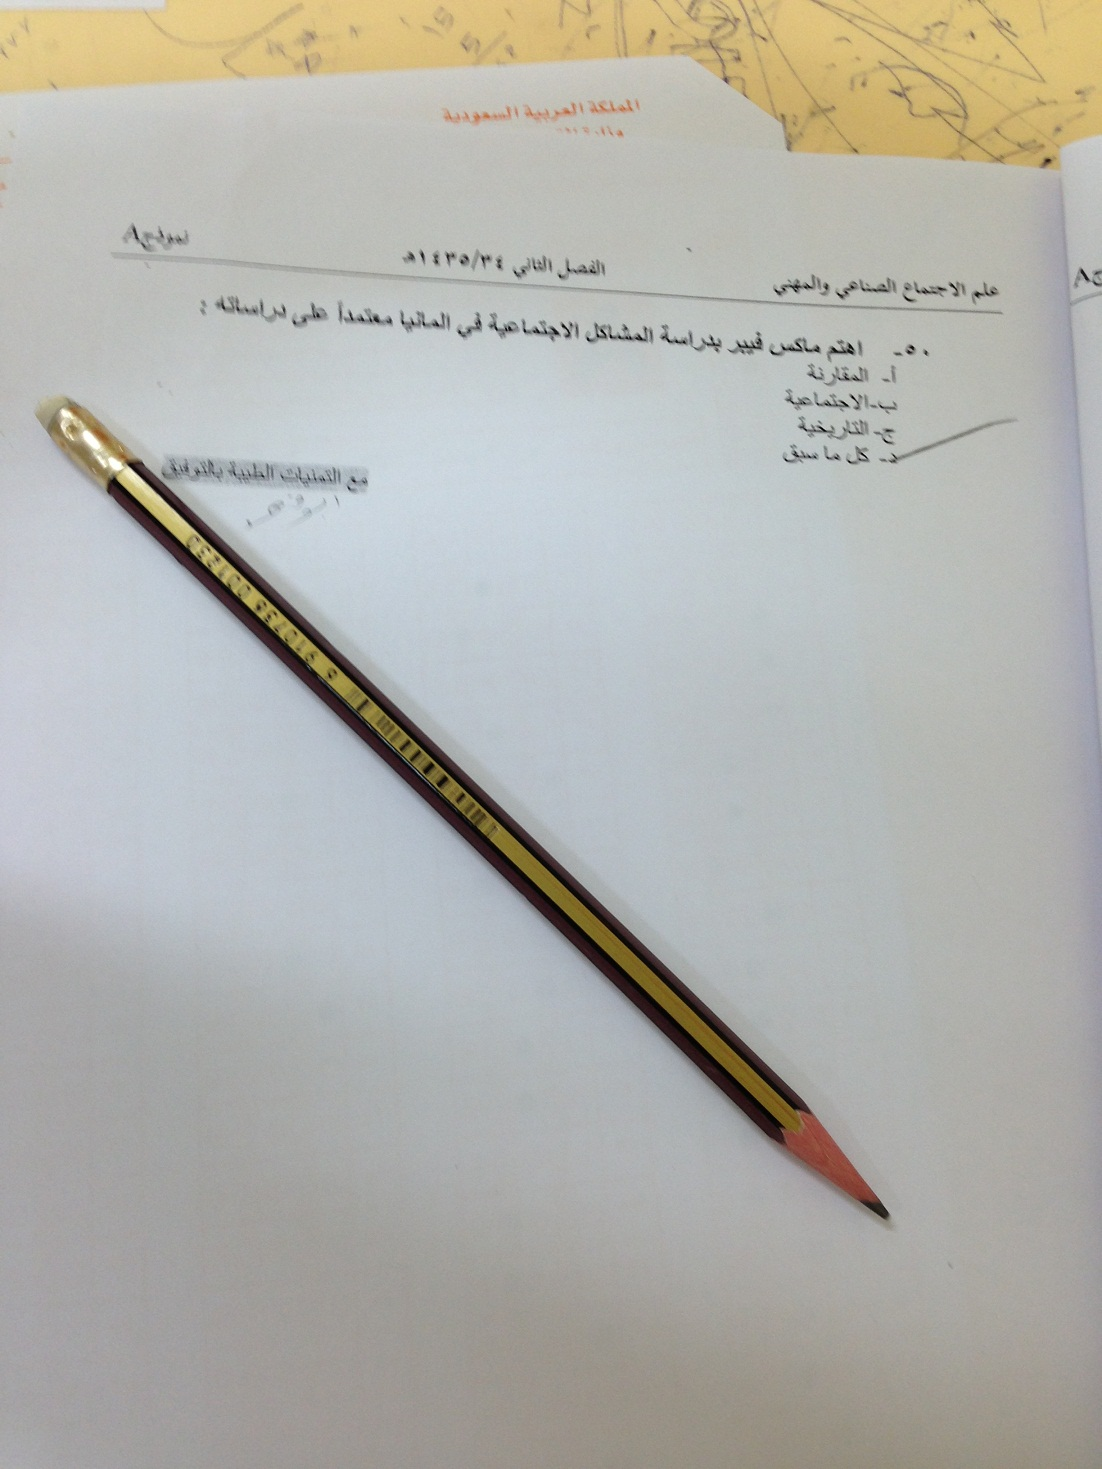 المملكة العربية السعودية
نموذج A
الفصل الثاني ١٤٣٥/٣٤هـ
علم الاجتماع الصناعي والمهني
٥٠- اهتم ماكس فيبر بدراسة المشاكل الاجتماعية في المانيا معتمداً على دراساته :
أ- المقارنة
ب- الاجتماعية
ج- التاريخية
د- كل ما سبق
مع التمنيات الطيبة بالتوفيق